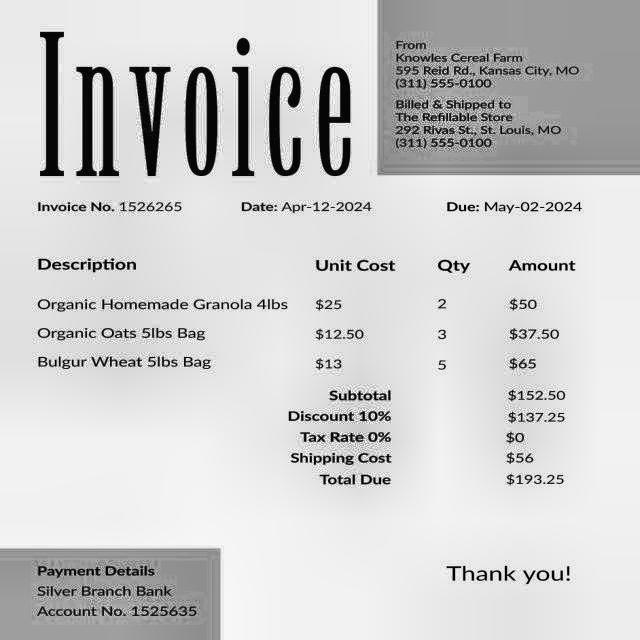 Invoice
From
Knowles Cereal Farm
595 Reid Rd., Kansas City, MO
(311) 555-0100
Billed & Shipped to
The Refillable Store
292 Rivas St., St. Louis, MO
(311) 555-0100
Invoice No. 1526265 Date: Apr-12-2024 Due: May-02-2024
Description Unit Cost Qty Amount
Organic Homemade Granola 4lbs $25 2 $50
Organic Oats 5lbs Bag $12.50 3 $37.50
Bulgur Wheat 5lbs Bag $13 5 $65
Subtotal $152.50
Discount 10% $137.25
Tax Rate 0% $0
Shipping Cost $56
Total Due $193.25
Payment Details
Silver Branch Bank
Account No. 1525635
Thank you!